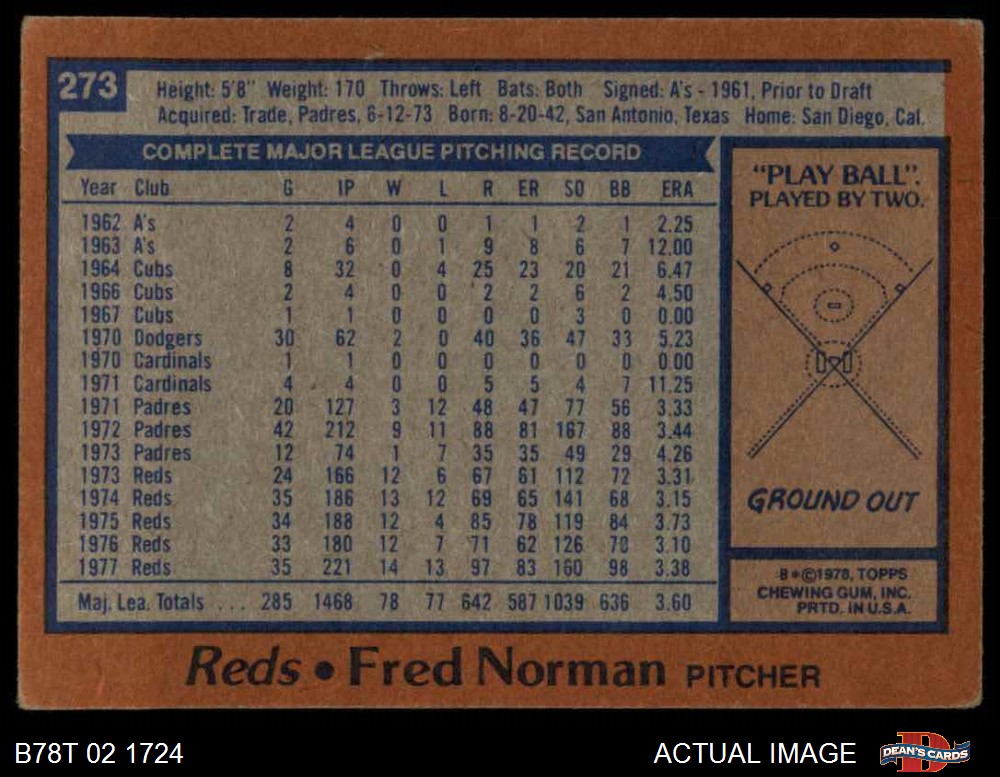 273
Height: 5'8" Weight: 170 Throws: Left Bats: Both Signed: A's - 1961, Prior to Draft
Acquired: Trade, Padres, 6-12-73 Born: 8-20-42, San Antonio, Texas Home: San Diego, Cal.
COMPLETE MAJOR LEAGUE PITCHING RECORD
Year Club G IP W L R ER SO BB ERA
1962 A's 2 4 0 0 1 1 2 1 2.25
1963 A's 2 6 0 1 9 8 6 7 12.00
1964 Cubs 8 32 0 4 25 23 20 21 6.47
1966 Cubs 2 4 0 0 2 2 6 2 4.50
1967 Cubs 1 1 0 0 0 0 3 0 0.00
1970 Dodgers 30 62 2 0 40 36 47 33 5.23
1970 Cardinals 1 1 0 0 0 0 0 0 0.00
1971 Cardinals 4 4 0 0 5 5 4 7 11.25
1971 Padres 20 127 3 12 48 47 77 56 3.33
1972 Padres 42 212 9 11 88 81 167 88 3.44
1973 Padres 12 74 1 7 35 35 49 29 4.26
1973 Reds 24 166 12 6 67 61 112 72 3.31
1974 Reds 35 186 13 12 69 65 141 68 3.15
1975 Reds 34 188 12 4 85 78 119 84 3.73
1976 Reds 33 180 12 7 71 62 126 70 3.10
1977 Reds 35 221 14 13 97 83 160 98 3.38
Maj. Lea. Totals ... 285 1468 78 77 642 587 1039 636 3.60
"PLAY BALL".
PLAYED BY TWO.
GROUND OUT
B*©1978, TOPPS
CHEWING GUM, INC.
PRTD. IN U.S.A.
Reds • Fred Norman PITCHER
B78T 02 1724
ACTUAL IMAGE
DEAN'S CARDS